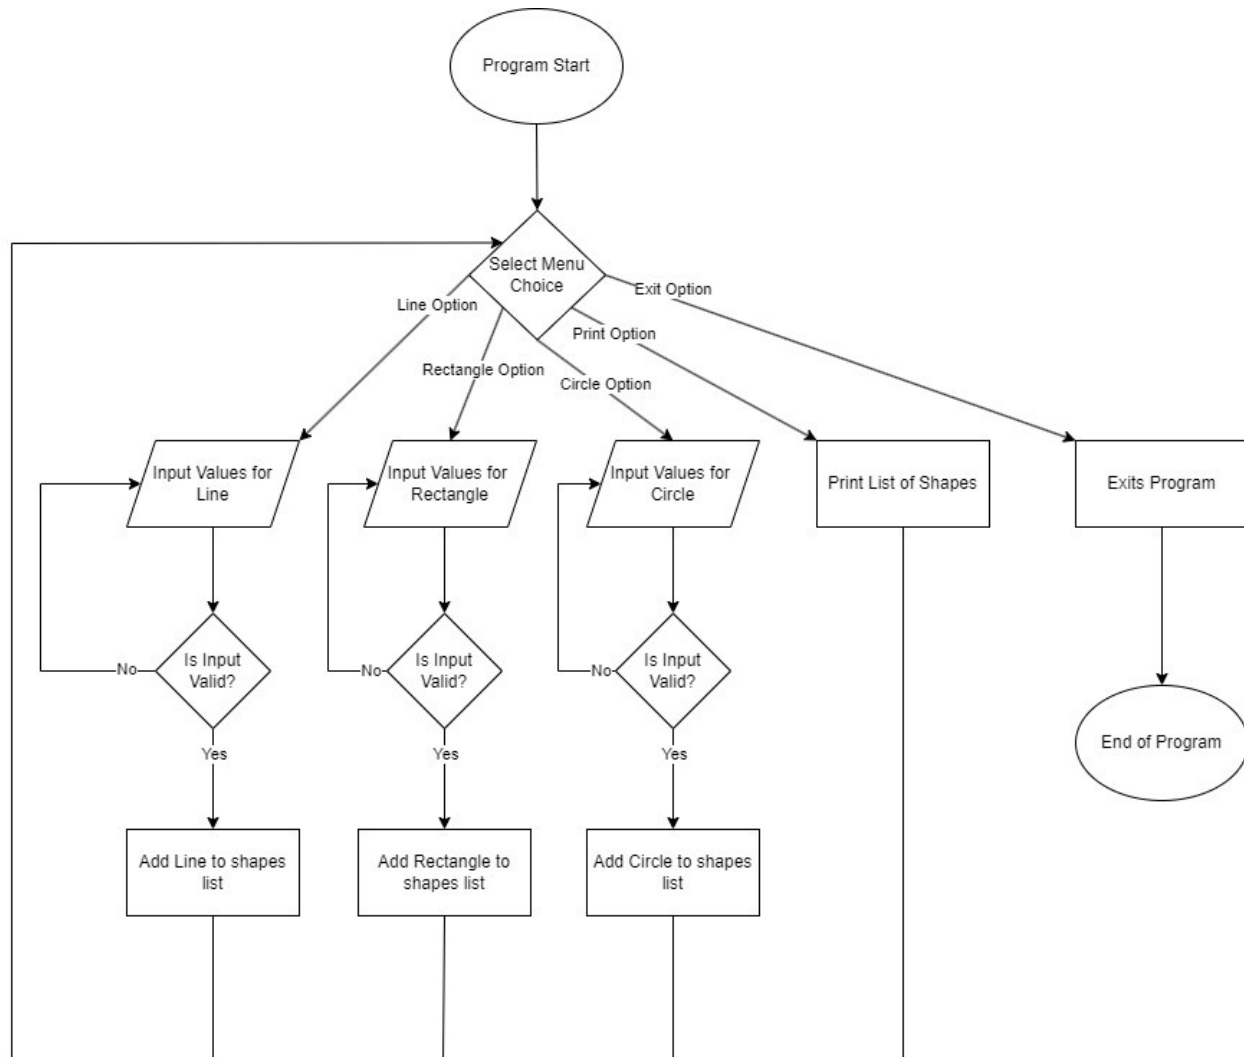 Program Start
Select Menu
Choice
Exit Option
Line Option
Print Option
Rectangle Option
Circle Option
Input Values for
Line
Input Values for
Rectangle
Input Values for
Circle
Print List of Shapes
Exits Program
No
Is Input
Valid?
No
Is Input
Valid?
No
Is Input
Valid?
Yes
Yes
Yes
End of Program
Add Line to shapes
list
Add Rectangle to
shapes list
Add Circle to shapes
list